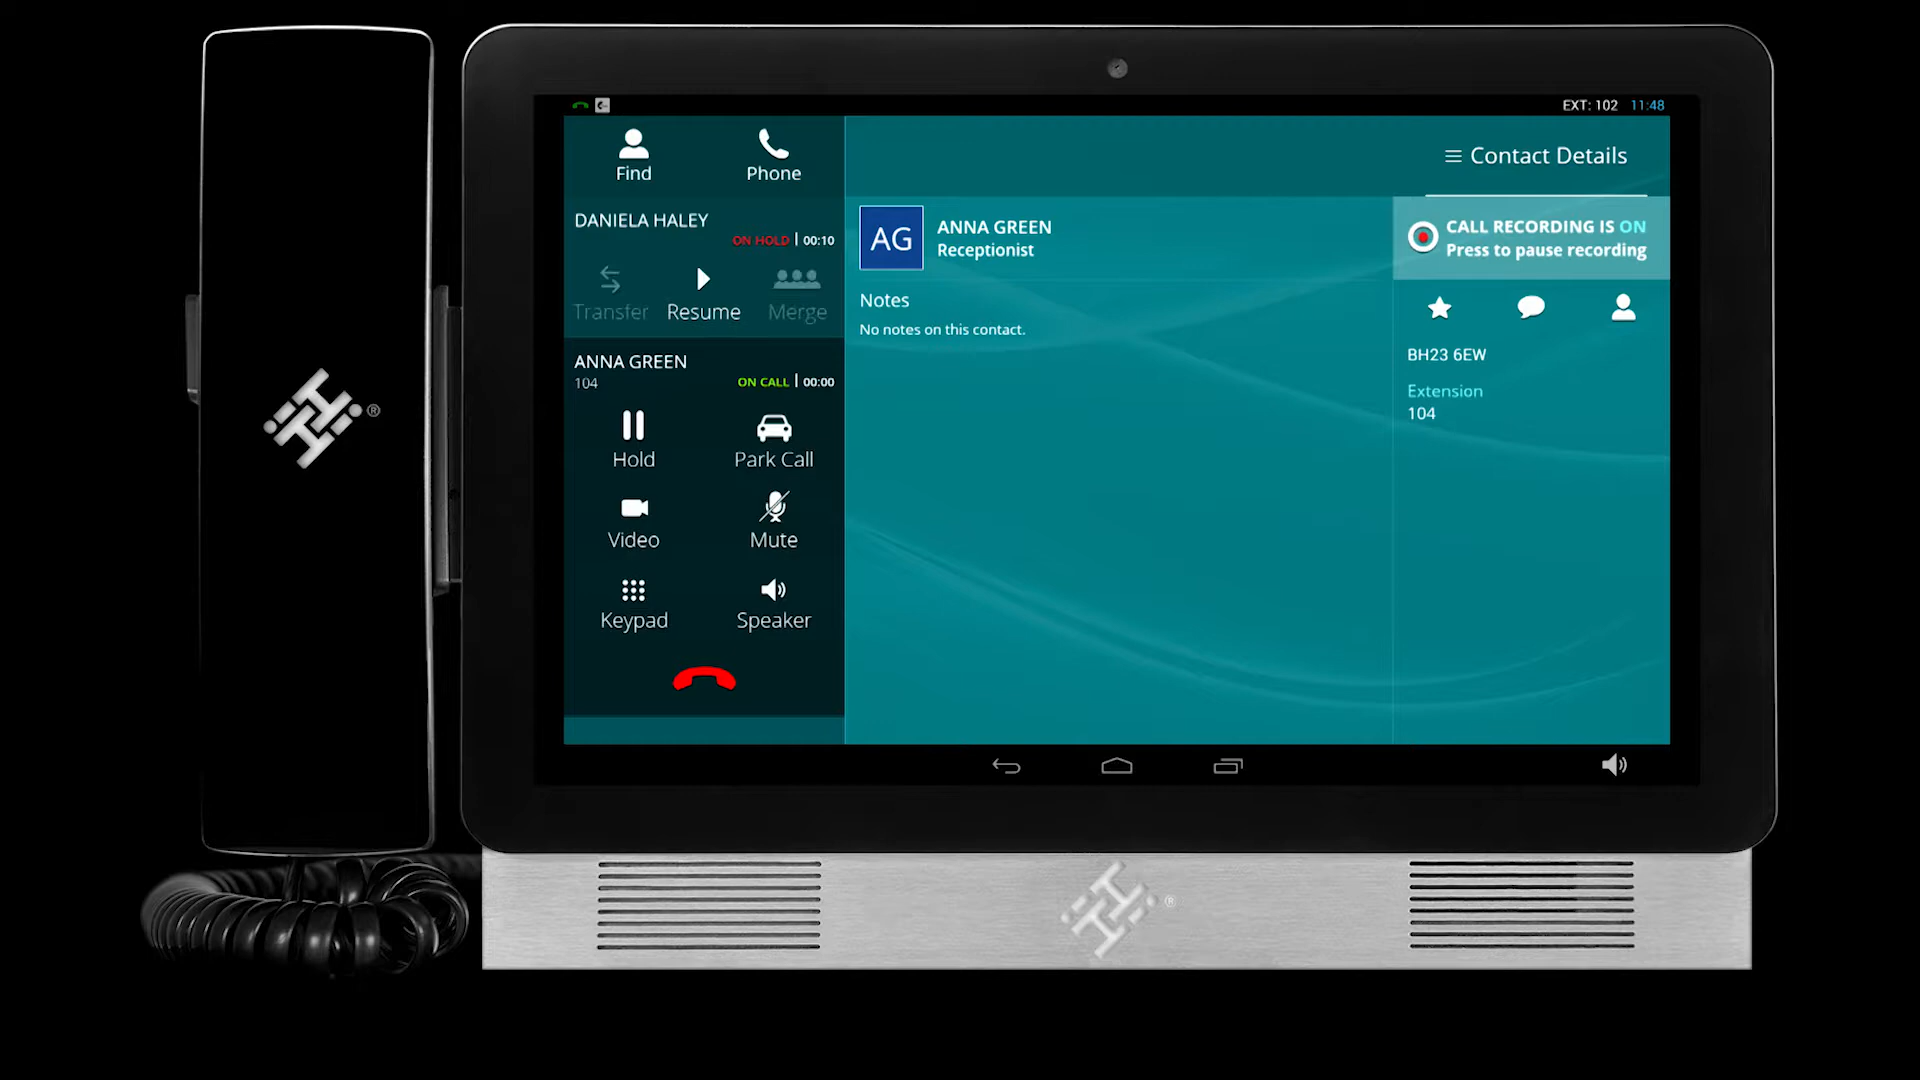 EXT: 102 11:48
Find
Phone
Contact Details
DANIELA HALEY
ON HOLD | 00:10
Transfer
Resume
Merge
ANNA GREEN
104
ON CALL | 00:00
Hold
Park Call
Video
Mute
Keypad
Speaker
AG
ANNA GREEN
Receptionist
Notes
No notes on this contact.
CALL RECORDING IS ON
Press to pause recording
BH23 6EW
Extension
104
®
®